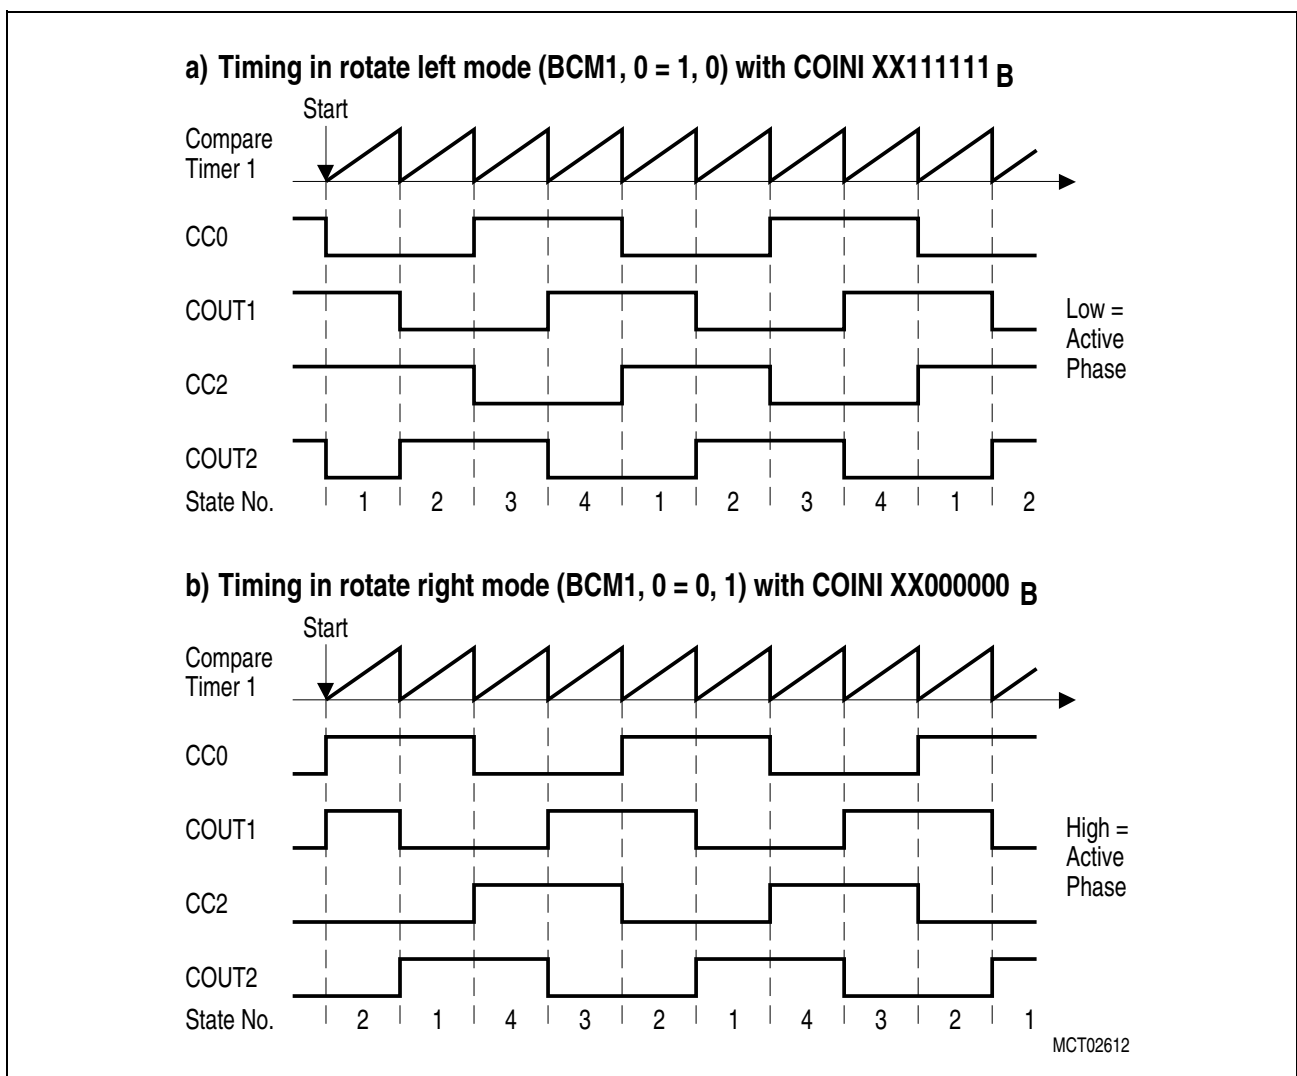 a) Timing in rotate left mode (BCM1, 0 = 1, 0) with COINI XX111111 B
Start
Compare
Timer 1
CC0
COUT1
Low =
Active
Phase
CC2
COUT2
State No. 1 2 3 4 1 2 3 4 1 2
b) Timing in rotate right mode (BCM1, 0 = 0, 1) with COINI XX000000 B
Start
Compare
Timer 1
CC0
COUT1
High =
Active
Phase
CC2
COUT2
State No. 2 1 4 3 2 1 4 3 2 1
MCT02612